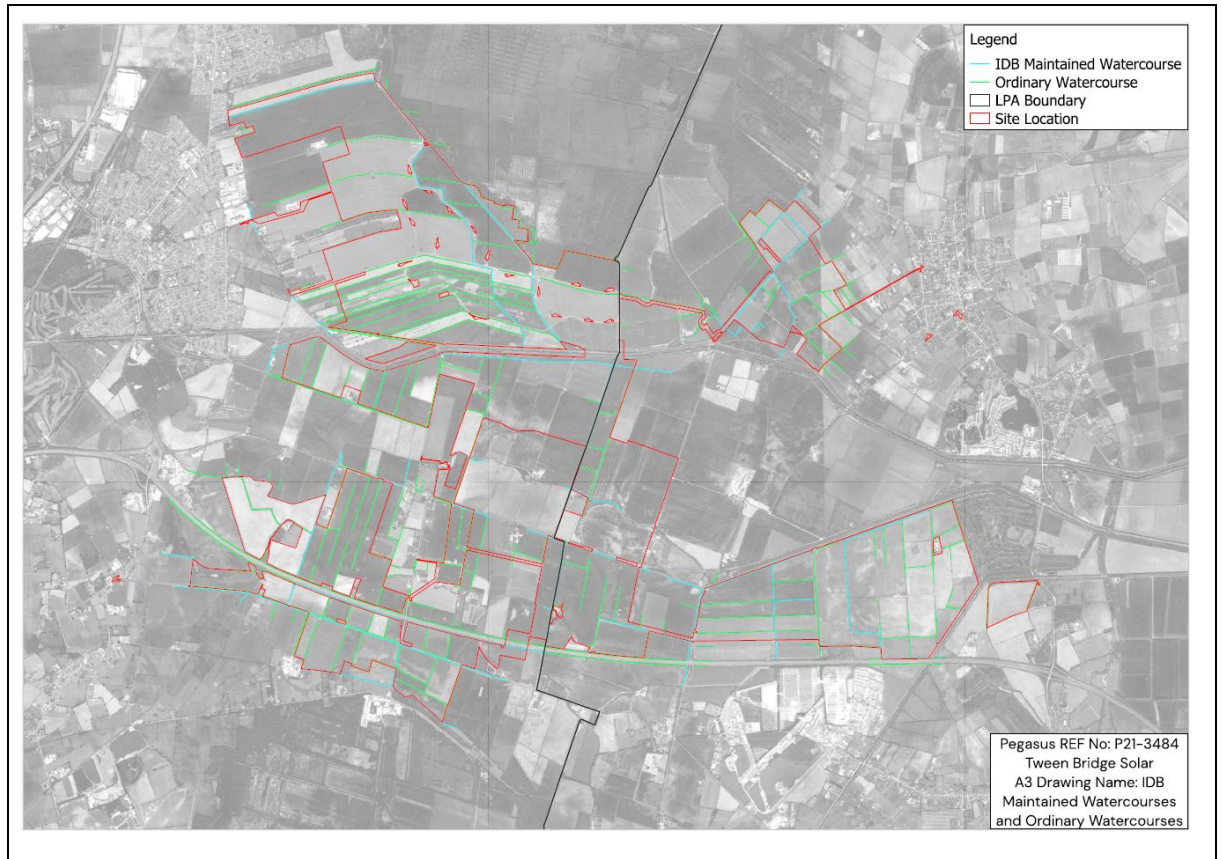 Legend
IDB Maintained Watercourse
Ordinary Watercourse
LPA Boundary
Site Location
Pegasus REF No: P21-3484
Tween Bridge Solar
A3 Drawing Name: IDB
Maintained Watercourses
and Ordinary Watercourses